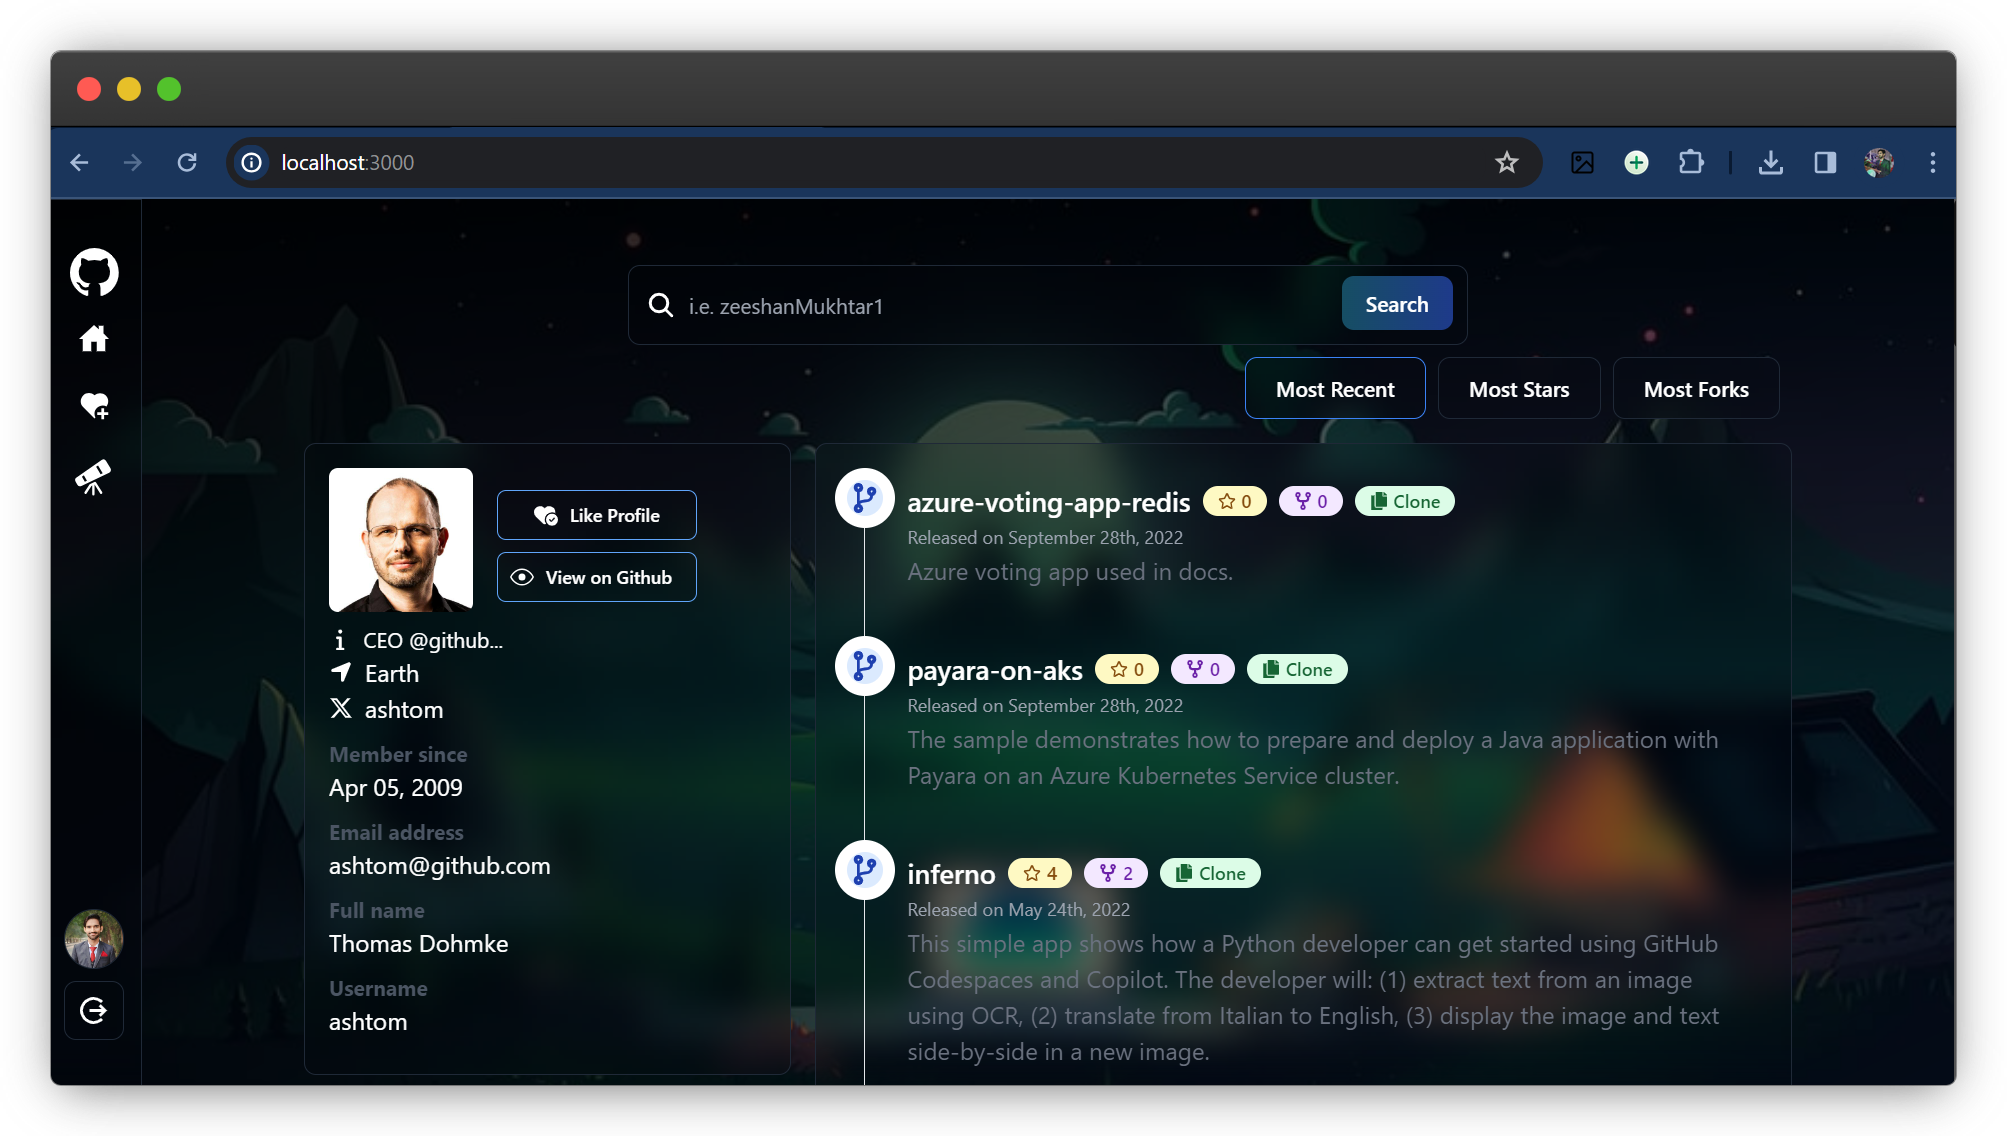 localhost:3000
i.e. zeeshanMukhtar1
Search
Most Recent
Most Stars
Most Forks
Like Profile
View on Github
CEO @github...
Earth
ashtom
Member since
Apr 05, 2009
Email address
ashtom@github.com
Full name
Thomas Dohmke
Username
ashtom
azure-voting-app-redis 0 0 Clone
Released on September 28th, 2022
Azure voting app used in docs.
payara-on-aks 0 0 Clone
Released on September 28th, 2022
The sample demonstrates how to prepare and deploy a Java application with
Payara on an Azure Kubernetes Service cluster.
inferno 4 2 Clone
Released on May 24th, 2022
This simple app shows how a Python developer can get started using GitHub
Codespaces and Copilot. The developer will: (1) extract text from an image
using OCR, (2) translate from Italian to English, (3) display the image and text
side-by-side in a new image.